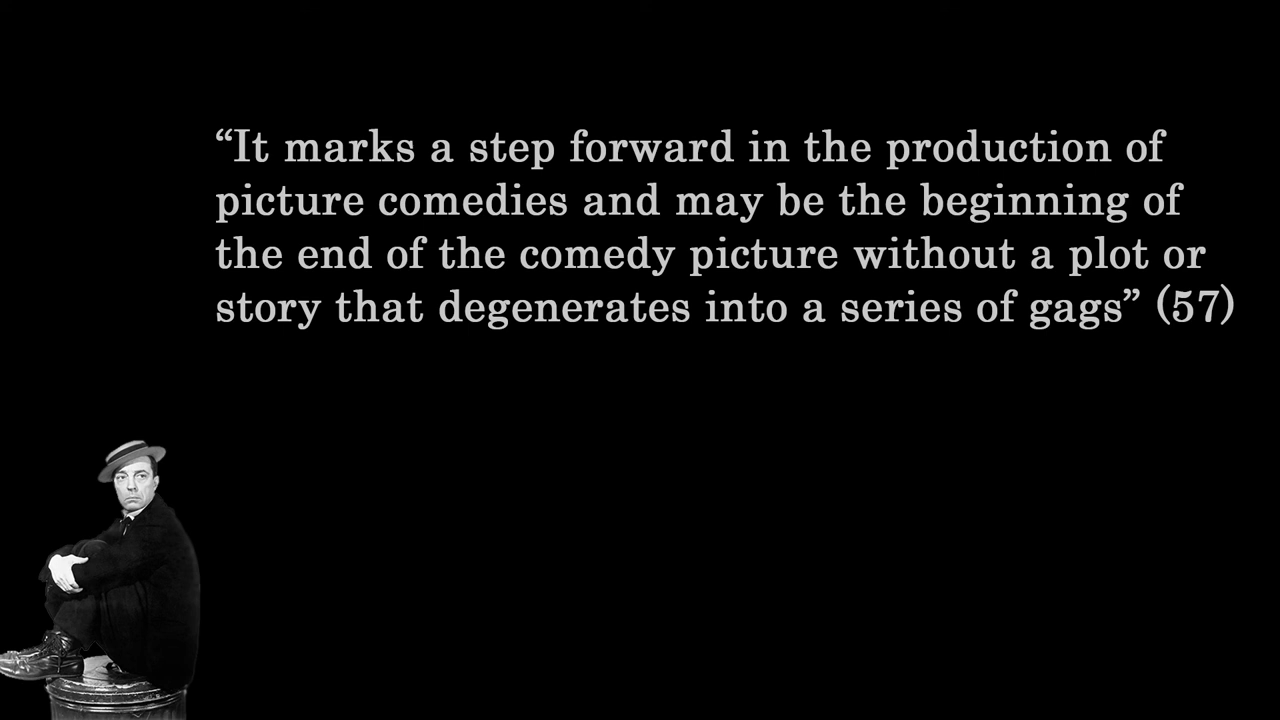 “It marks a step forward in the production of
picture comedies and may be the beginning of
the end of the comedy picture without a plot or
story that degenerates into a series of gags” (57)